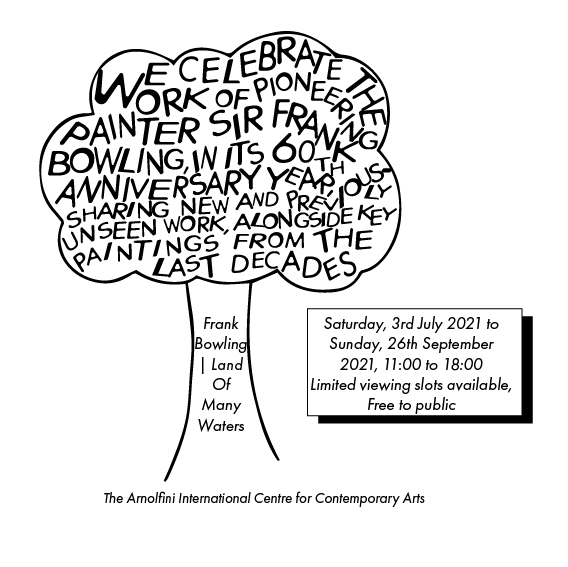 WE CELEBRATE THE
WORK OF PIONEERING
PAINTER SIR FRANK
BOWLING, IN ITS 60TH
ANNIVERSARY YEAR,
SHARING NEW AND PREVIOUSLY
UNSEEN WORK, ALONGSIDE KEY
PAINTINGS FROM THE
LAST DECADES
Frank
Bowling
| Land
Of
Many
Waters
Saturday, 3rd July 2021 to
Sunday, 26th September
2021, 11:00 to 18:00
Limited viewing slots available,
Free to public
The Arnolfini International Centre for Contemporary Arts